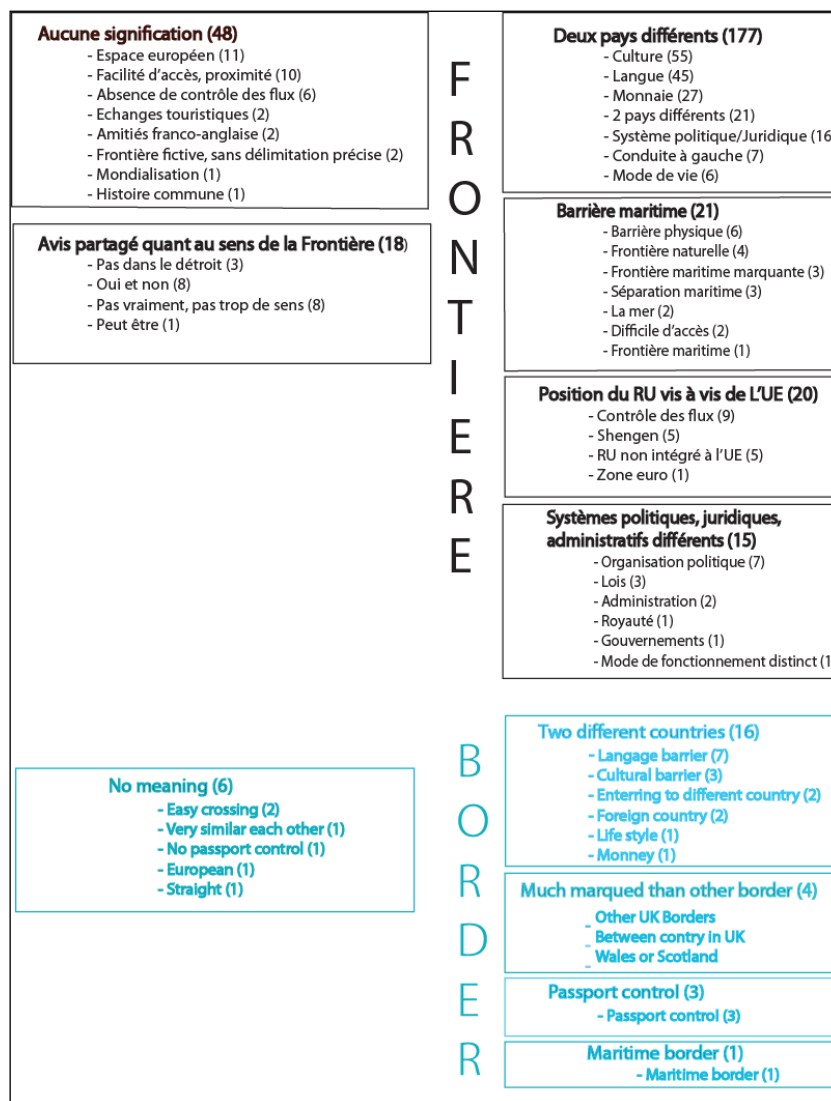 Aucune signification (48)
- Espace européen (11)
- Facilité d'accès, proximité (10)
- Absence de contrôle des flux (6)
- Echanges touristiques (2)
- Amitiés franco-anglaise (2)
- Frontière fictive, sans délimitation précise (2)
- Mondialisation (1)
- Histoire commune (1)
Avis partagé quant au sens de la Frontière (18)
- Pas dans le détroit (3)
- Oui et non (8)
- Pas vraiment, pas trop de sens (8)
- Peut être (1)
FRONTIERE
Deux pays différents (177)
- Culture (55)
- Langue (45)
- Monnaie (27)
- 2 pays différents (21)
- Système politique/Juridique (16
- Conduite à gauche (7)
- Mode de vie (6)
Barrière maritime (21)
- Barrière physique (6)
- Frontière naturelle (4)
- Frontière maritime marquante (3)
- Séparation maritime (3)
- La mer (2)
- Difficile d'accès (2)
- Frontière maritime (1)
Position du RU vis à vis de L'UE (20)
- Contrôle des flux (9)
- Shengen (5)
- RU non intégré à l'UE (5)
- Zone euro (1)
Systèmes politiques, juridiques,
administratifs différents (15)
- Organisation politique (7)
- Lois (3)
- Administration (2)
- Royauté (1)
- Gouvernements (1)
- Mode de fonctionnement distinct (1
No meaning (6)
- Easy crossing (2)
- Very similar each other (1)
- No passport control (1)
- European (1)
- Straight (1)
BORDER
Two different countries (16)
- Langage barrier (7)
- Cultural barrier (3)
- Enterring to different country (2)
- Foreign country (2)
- Life style (1)
- Monney (1)
Much marqued than other border (4)
- Other UK Borders
- Between contry in UK
- Wales or Scotland
-
Passport control (3)
- Passport control (3)
Maritime border (1)
- Maritime border (1)